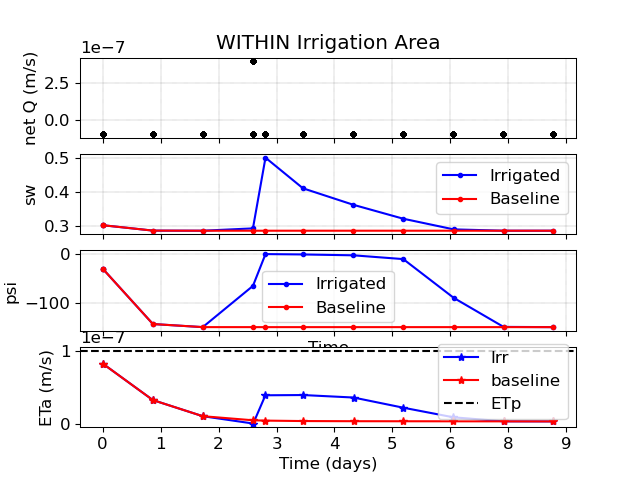 WITHIN Irrigation Area
1e−7
net Q (m/s)
2.5
0.0
sw
0.5
0.4
0.3
Irrigated
Baseline
psi
0
−100
Irrigated
Baseline
Time
1e−7
ETa (m/s)
1
0
Irr
baseline
ETp
0 1 2 3 4 5 6 7 8 9
Time (days)